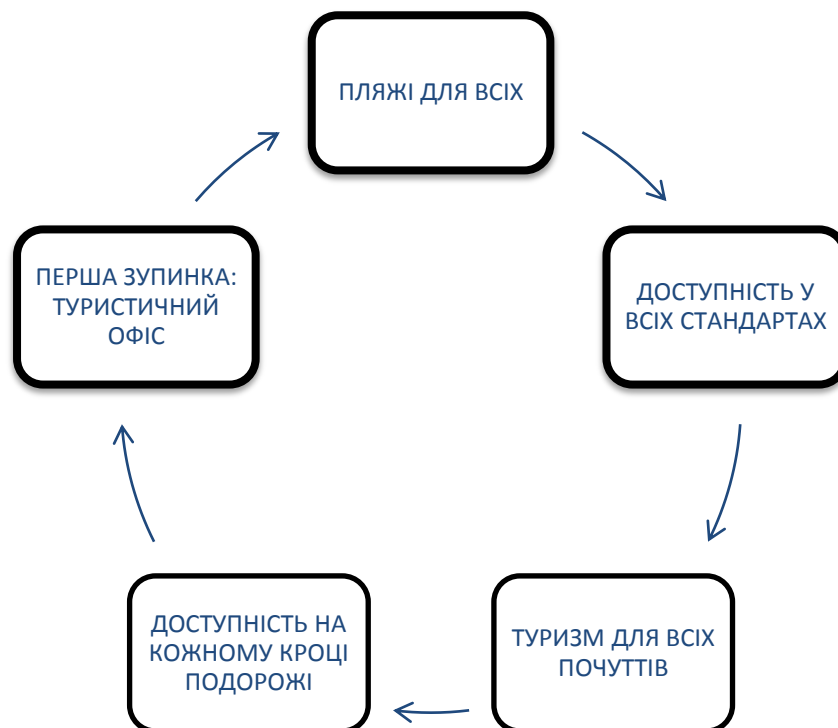 ПЛЯЖІ ДЛЯ ВСІХ
ДОСТУПНІСТЬ У
ВСІХ СТАНДАРТАХ
ТУРИЗМ ДЛЯ ВСІХ
ПОЧУТТІВ
ДОСТУПНІСТЬ НА
КОЖНОМУ КРОЦІ
ПОДОРОЖІ
ПЕРША ЗУПИНКА:
ТУРИСТИЧНИЙ
ОФІС